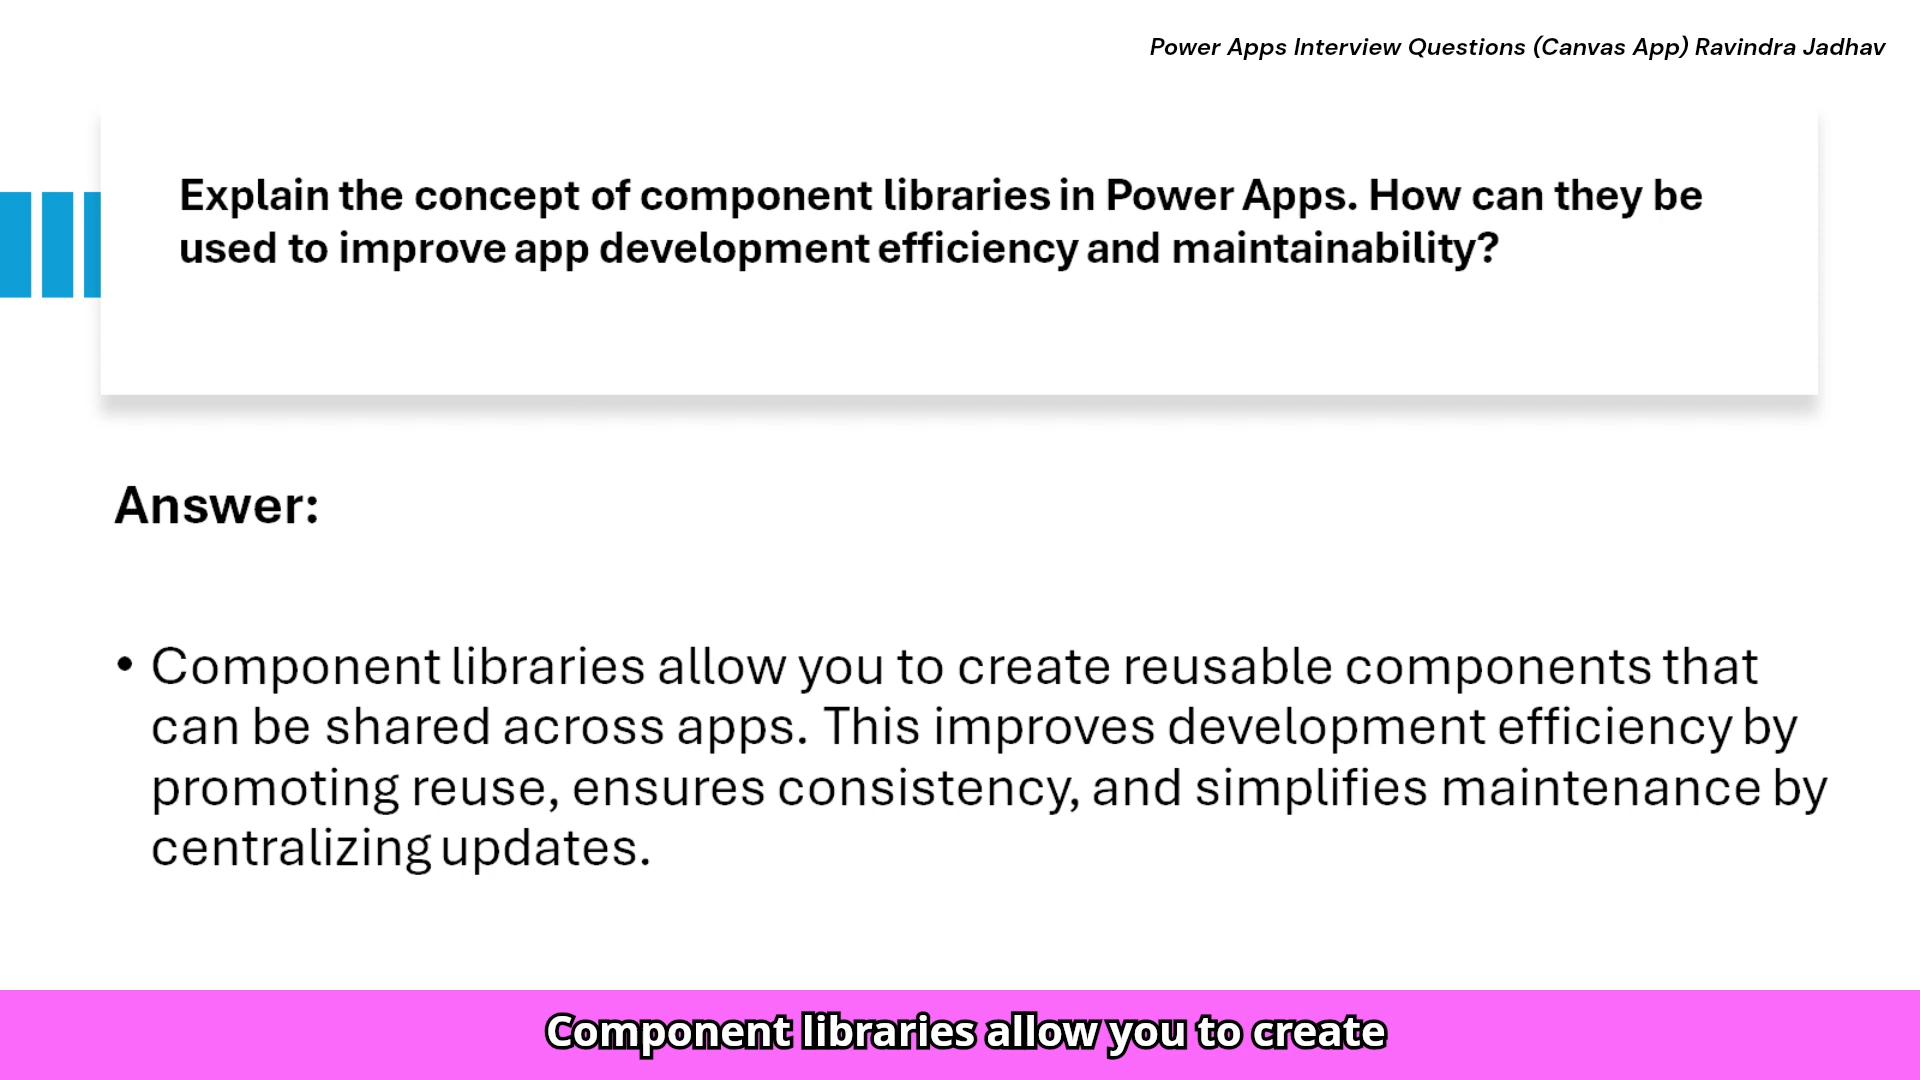 Power Apps Interview Questions (Canvas App) Ravindra Jadhav
Explain the concept of component libraries in Power Apps. How can they be
used to improve app development efficiency and maintainability?
Answer:
• Component libraries allow you to create reusable components that
can be shared across apps. This improves development efficiency by
promoting reuse, ensures consistency, and simplifies maintenance by
centralizing updates.
Component libraries allow you to create